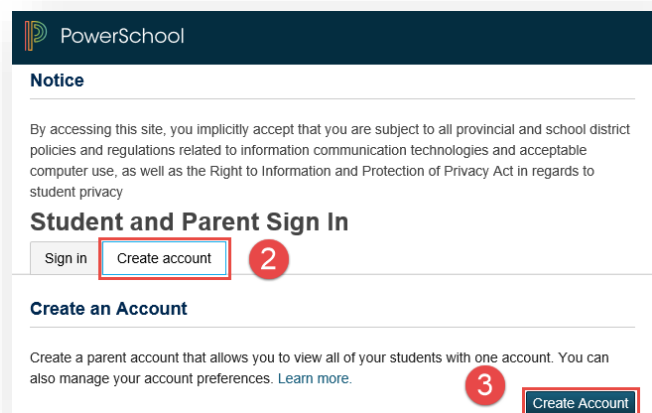 PowerSchool
Notice
By accessing this site, you implicitly accept that you are subject to all provincial and school district
policies and regulations related to information communication technologies and acceptable
computer use, as well as the Right to Information and Protection of Privacy Act in regards to
student privacy
Student and Parent Sign In
Sign in Create account 2
Create an Account
Create a parent account that allows you to view all of your students with one account. You can
also manage your account preferences. Learn more.
3
Create Account